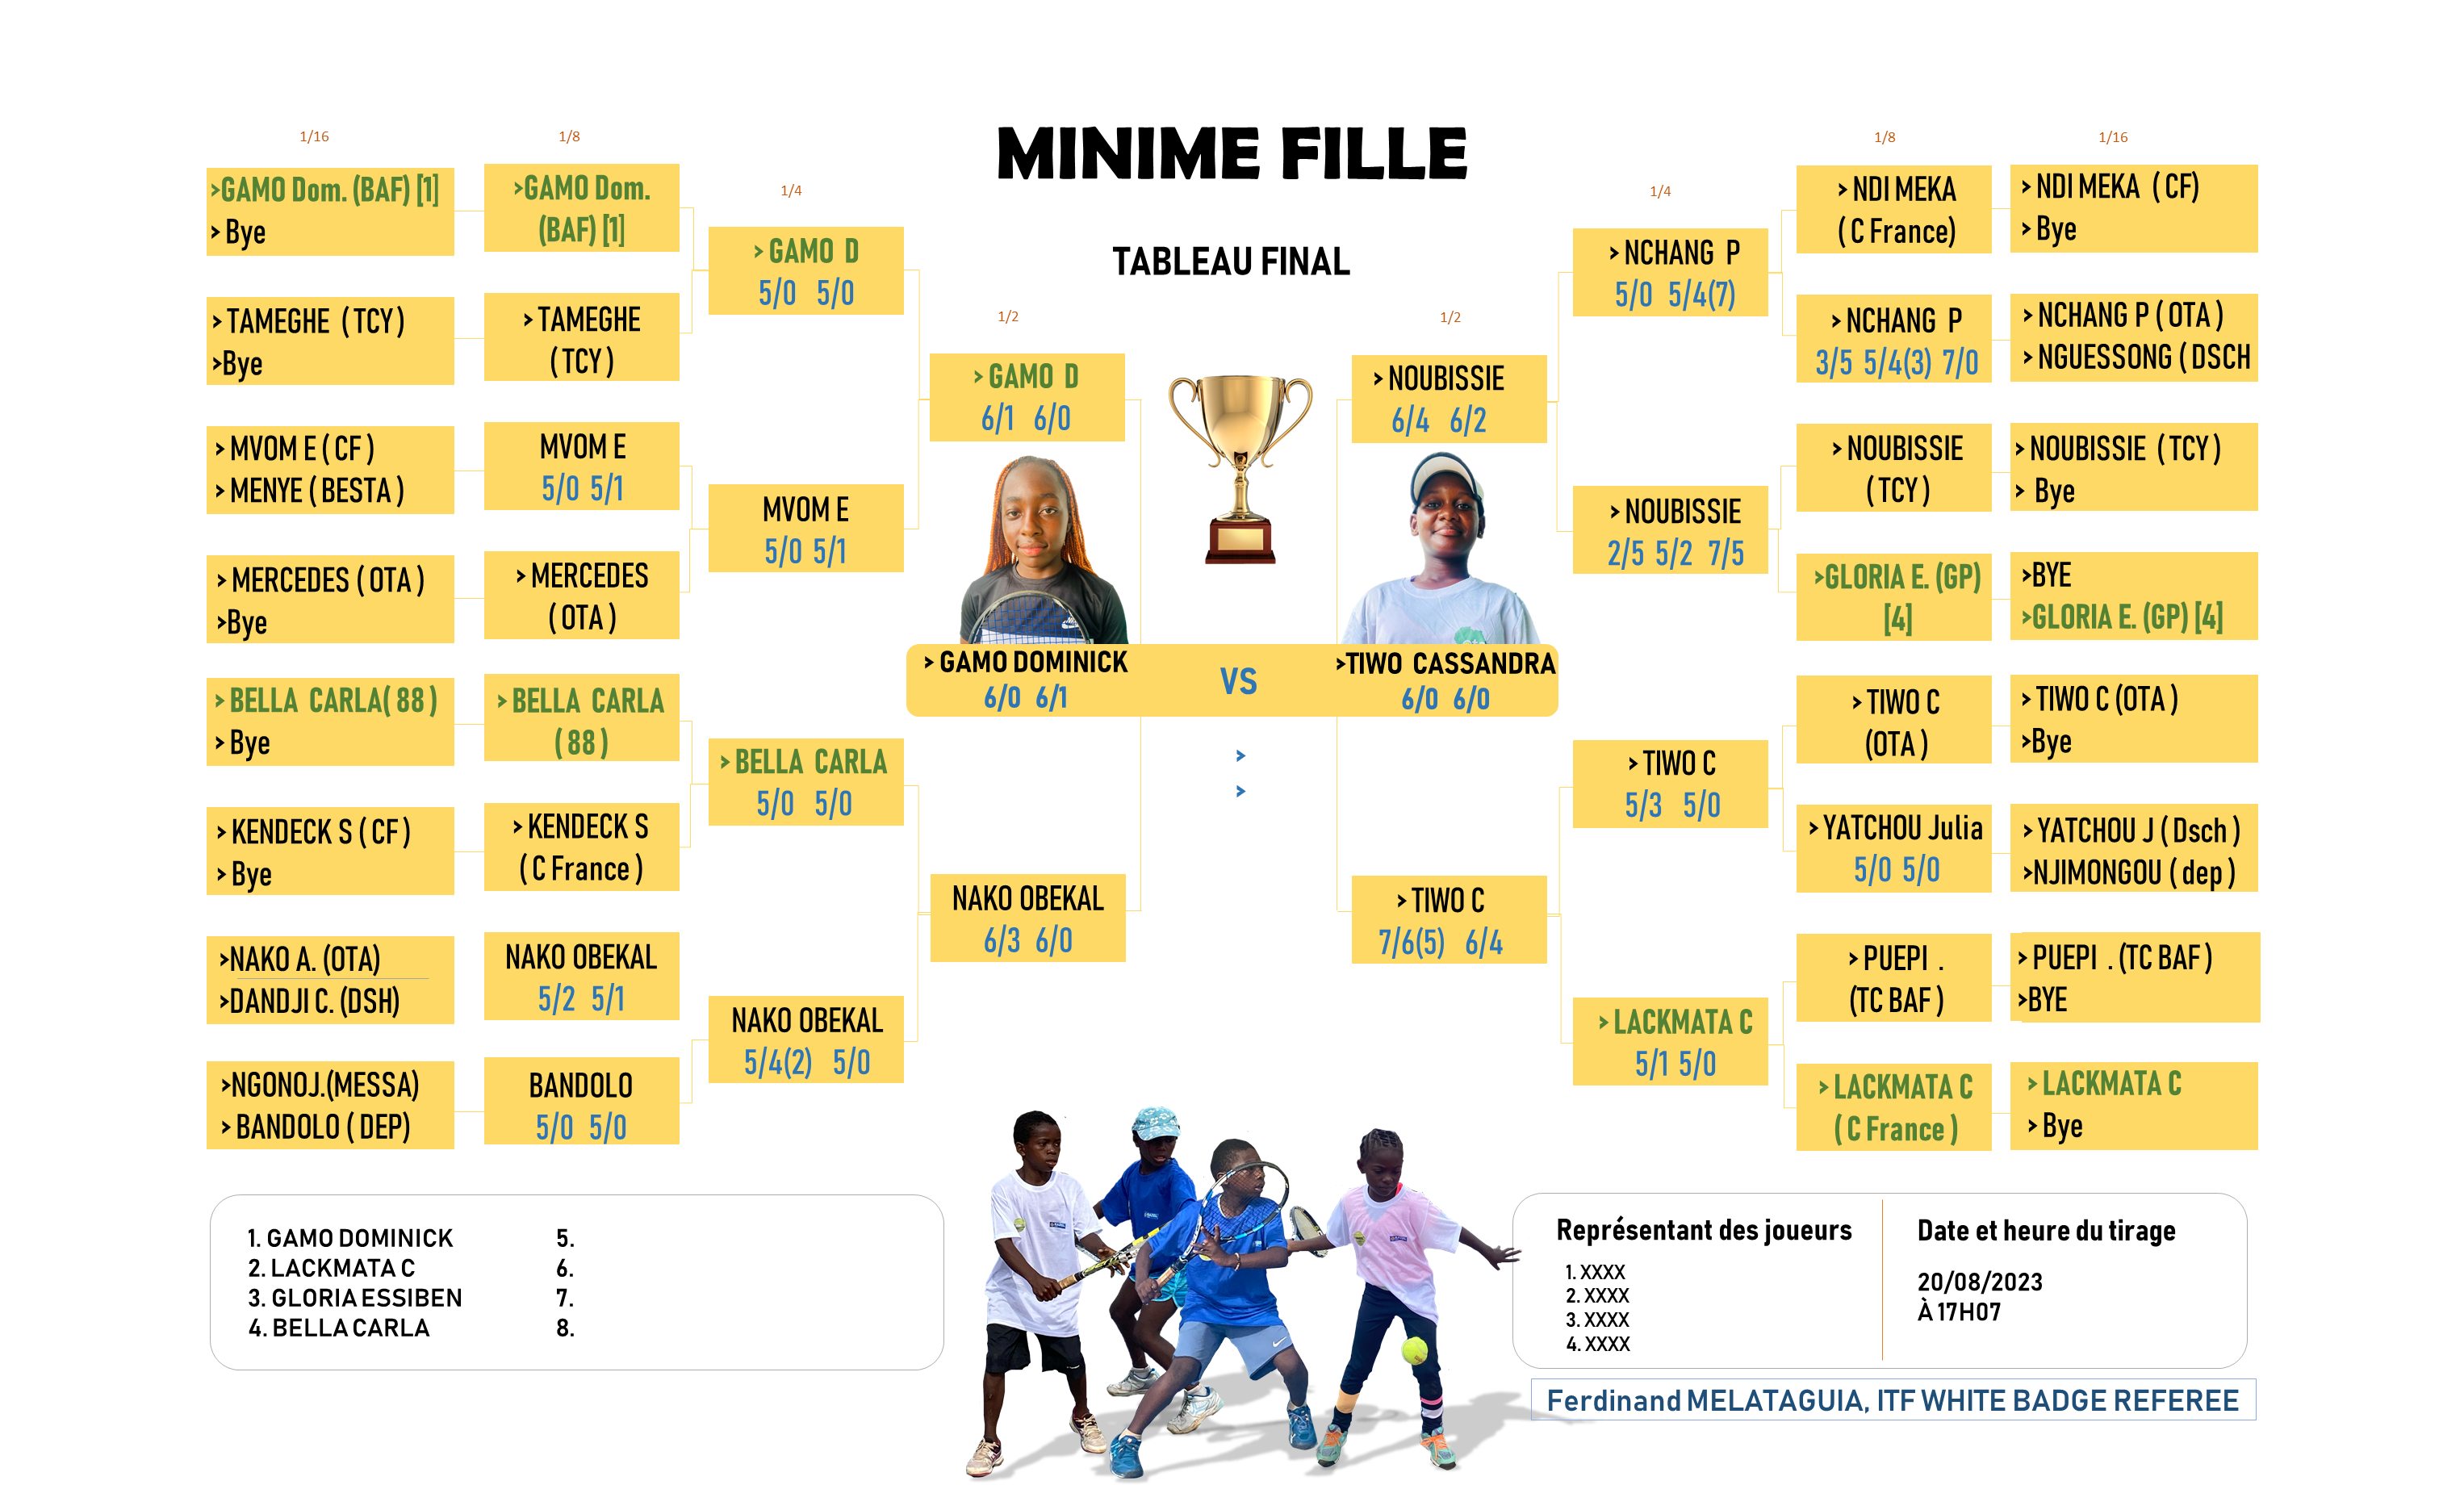 MINIME FILLE
TABLEAU FINAL
1/16
>GAMO Dom. (BAF) [1]
> Bye
> TAMEGHE (TCY)
>Bye
> MVOM E ( CF )
> MENYE ( BESTA )
> MERCEDES ( OTA )
>Bye
> BELLA CARLA( 88 )
> Bye
> KENDECK S ( CF )
> Bye
>NAKO A. (OTA)
>DANDJI C. (DSH)
>NGONOJ.(MESSA)
> BANDOLO ( DEP)
1/8
>GAMO Dom.
(BAF) [1]
> TAMEGHE
( TCY )
MVOM E
5/0 5/1
> MERCEDES
( OTA )
> BELLA CARLA
( 88 )
> KENDECK S
( C France )
NAKO OBEKAL
5/2 5/1
BANDOLO
5/0 5/0
1/4
> GAMO D
5/0 5/0
MVOM E
5/0 5/1
> BELLA CARLA
5/0 5/0
NAKO OBEKAL
5/4(2) 5/0
1/2
> GAMO D
6/1 6/0
NAKO OBEKAL
6/3 6/0
> GAMO DOMINICK
6/0 6/1
VS
>TIWO CASSANDRA
6/0 6/0
>
>
1/2
> NOUBISSIE
6/4 6/2
> TIWO C
7/6(5) 6/4
1/4
> NCHANG P
5/0 5/4(7)
> NOUBISSIE
2/5 5/2 7/5
> TIWO C
5/3 5/0
> LACKMATA C
5/1 5/0
1/8
> NDI MEKA
( C France)
> NCHANG P
3/5 5/4(3) 7/0
> NOUBISSIE
( TCY )
>GLORIA E. (GP)
[4]
> TIWO C
(OTA )
> YATCHOU Julia
5/0 5/0
> PUEPI .
(TC BAF )
> LACKMATA C
( C France )
1/16
> NDI MEKA ( CF)
> Bye
> NCHANG P ( OTA )
> NGUESSONG ( DSCH
> NOUBISSIE ( TCY )
> Bye
>BYE
>GLORIA E. (GP) [4]
> TIWO C (OTA )
>Bye
> YATCHOU J ( Dsch )
>NJIMONGOU ( dep )
> PUEPI . (TC BAF )
>BYE
> LACKMATA C
> Bye
1. GAMO DOMINICK
2. LACKMATA C
3. GLORIA ESSIBEN
4. BELLA CARLA
5.
6.
7.
8.
Représentant des joueurs
1. XXXX
2. XXXX
3. XXXX
4. XXXX
Date et heure du tirage
20/08/2023
À 17H07
Ferdinand MELATAGUIA, ITF WHITE BADGE REFEREE